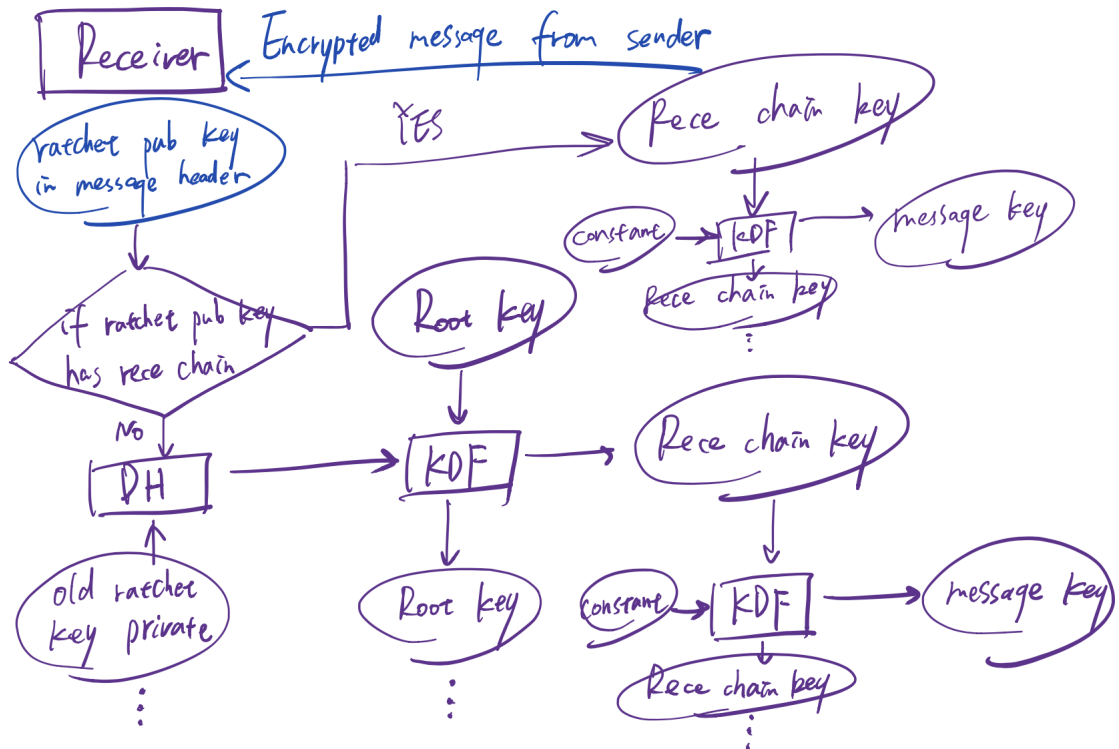 Receiver
Encrypted message from sender
ratchet pub key
in message header
YES
Rece chain key
constant
KDF
message key
Rece chain key
if ratchet pub key
has rece chain
Root key
No
DH
KDF
Rece chain key
old ratchet
key private
Root key
constant
KDF
message key
Rece chain key